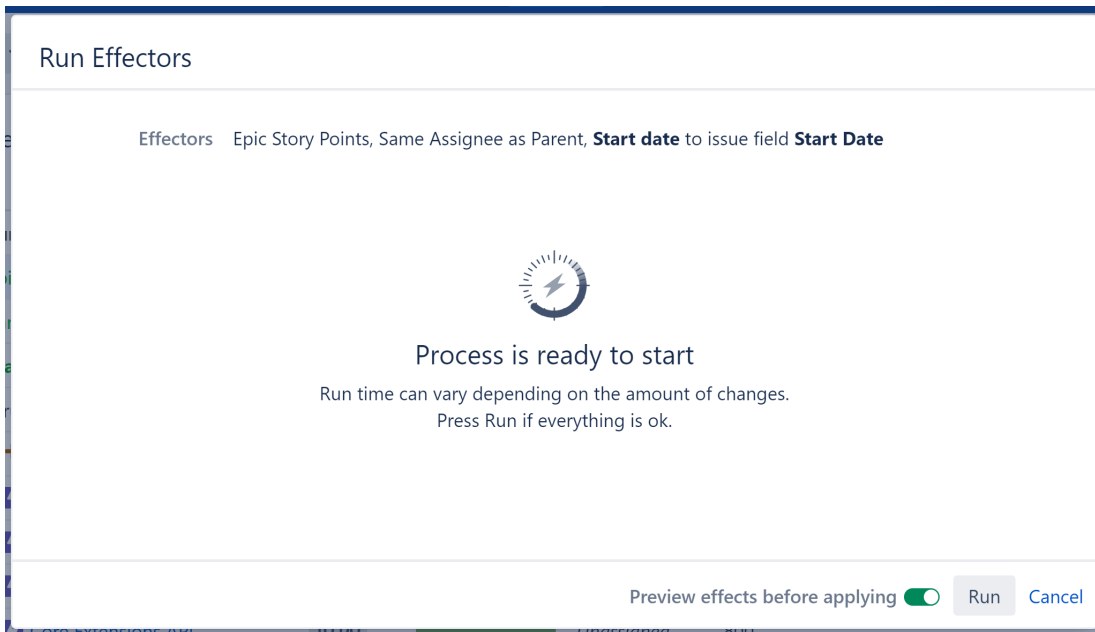 Run Effectors
Effectors Epic Story Points, Same Assignee as Parent, Start date to issue field Start Date
Process is ready to start
Run time can vary depending on the amount of changes.
Press Run if everything is ok.
Preview effects before applying Run Cancel